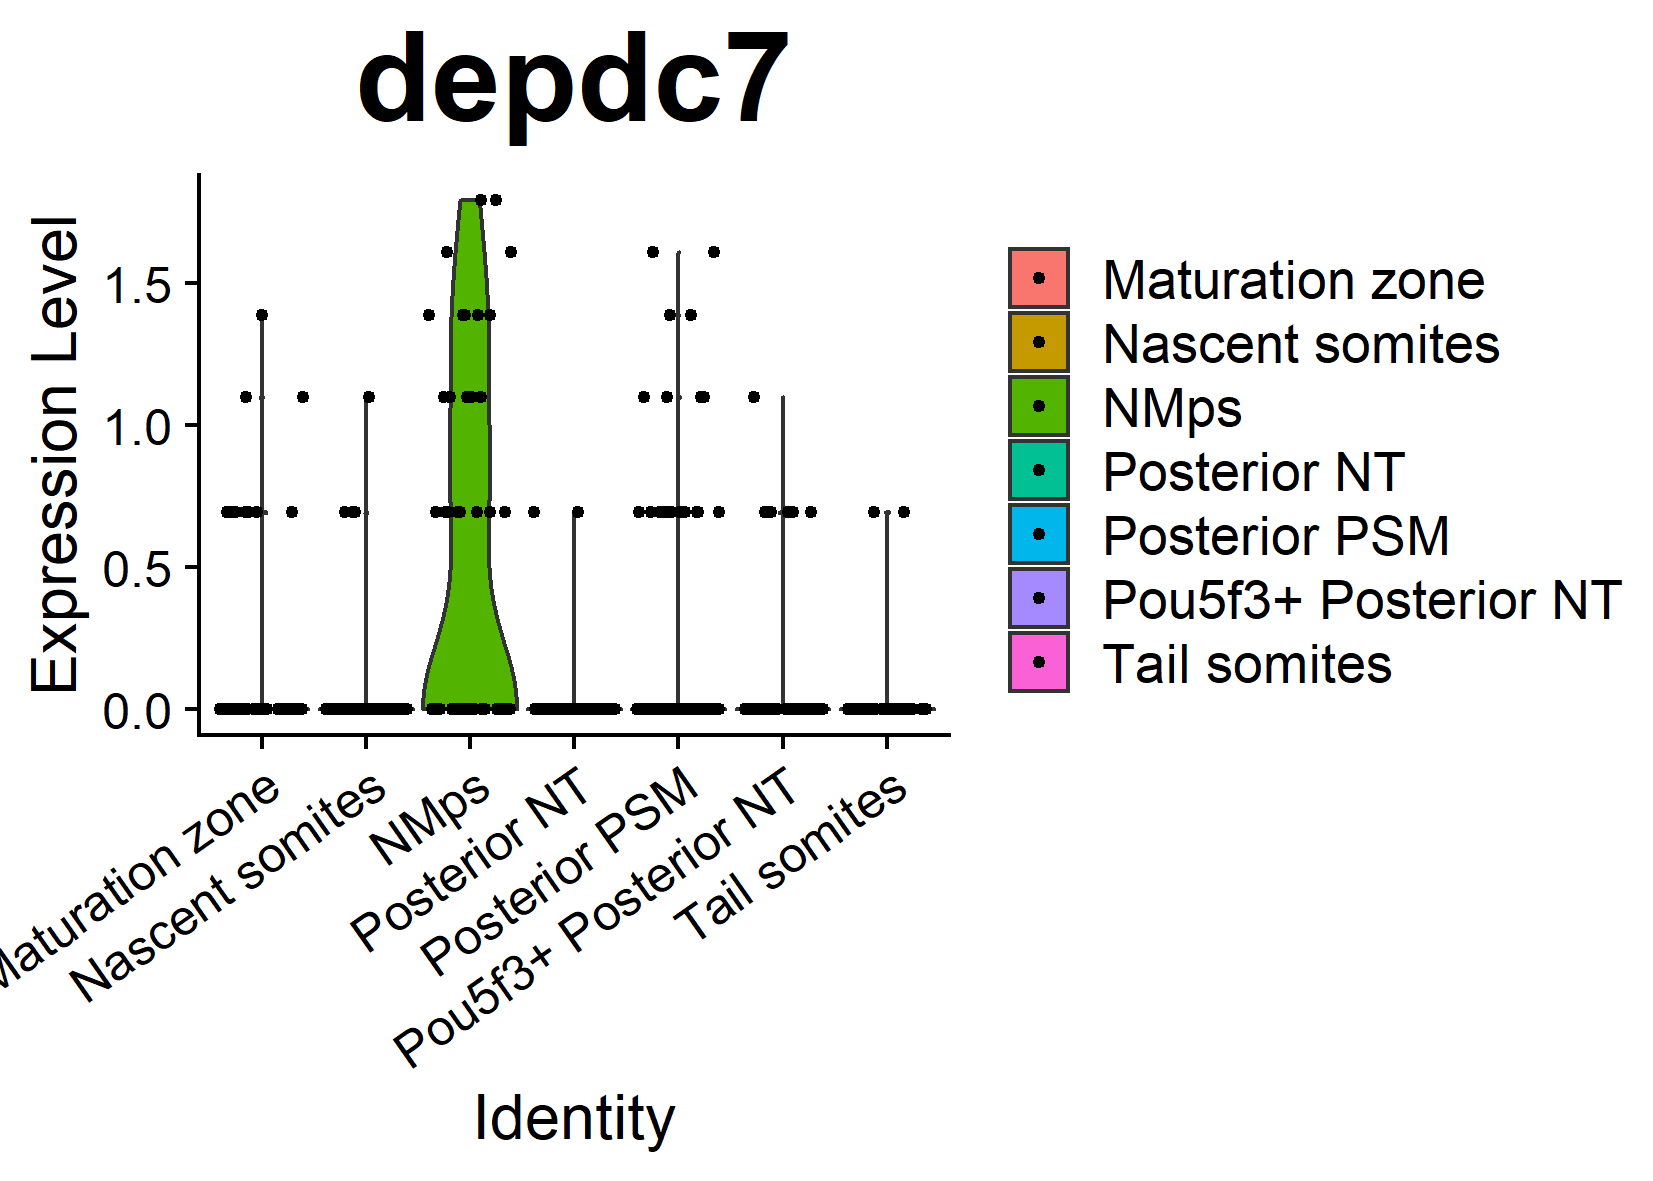 depdc7
Expression Level
1.5
1.0
0.5
0.0
Maturation zone
Nascent somites
NMps
Posterior NT
Posterior PSM
Pou5f3+ Posterior NT
Tail somites
Identity
Maturation zone
Nascent somites
NMps
Posterior NT
Posterior PSM
Pou5f3+ Posterior NT
Tail somites